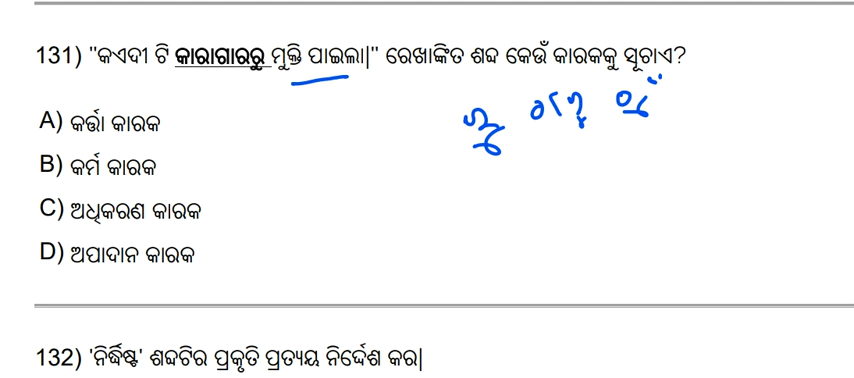 131) "କଏଦୀ ଟି କାରାଗାରରୁ ମୁକ୍ତି ପାଇଲା|" ରେଖାଙ୍କିତ ଶବ୍ଦ କେଉଁ କାରକକୁ ସୂଚାଏ?
A) କର୍ତ୍ତା କାରକ
B) କର୍ମ କାରକ
C) ଅଧିକରଣ କାରକ
D) ଅପାଦାନ କାରକ
132) 'ନିର୍ଦ୍ଧିଷ୍ଟ' ଶବ୍ଦଟିର ପ୍ରକୃତି ପ୍ରତ୍ୟୟ ନିର୍ଦ୍ଦେଶ କର|